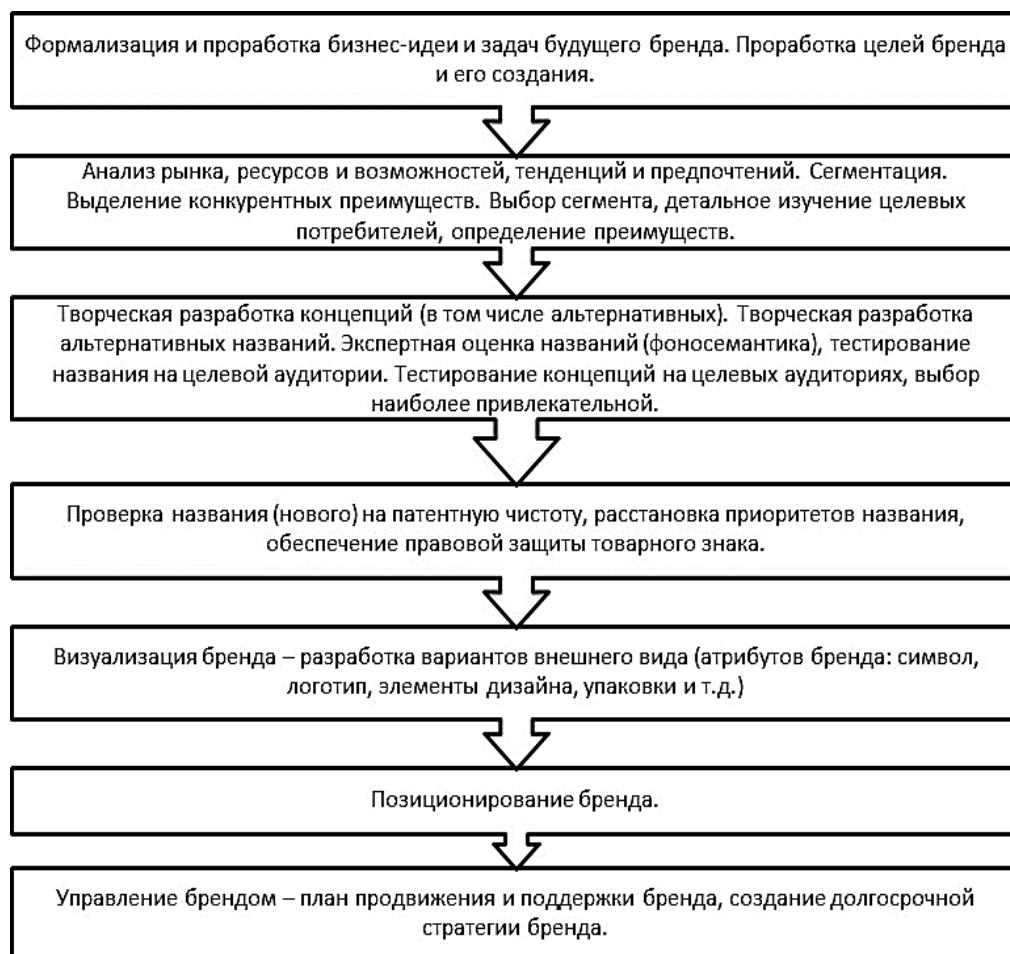 Формализация и проработка бизнес-идеи и задач будущего бренда. Проработка целей бренда
и его создания.
Анализ рынка, ресурсов и возможностей, тенденций и предпочтений. Сегментация.
Выделение конкурентных преимуществ. Выбор сегмента, детальное изучение целевых
потребителей, определение преимуществ.
Творческая разработка концепций (в том числе альтернативных). Творческая разработка
альтернативных названий. Экспертная оценка названий (фоносемантика), тестирование
названия на целевой аудитории. Тестирование концепций на целевых аудиториях, выбор
наиболее привлекательной.
Проверка названия (нового) на патентную чистоту, расстановка приоритетов названия,
обеспечение правовой защиты товарного знака.
Визуализация бренда – разработка вариантов внешнего вида (атрибутов бренда: символ,
логотип, элементы дизайна, упаковки и т.д.)
Позиционирование бренда.
Управление брендом – план продвижения и поддержки бренда, создание долгосрочной
стратегии бренда.